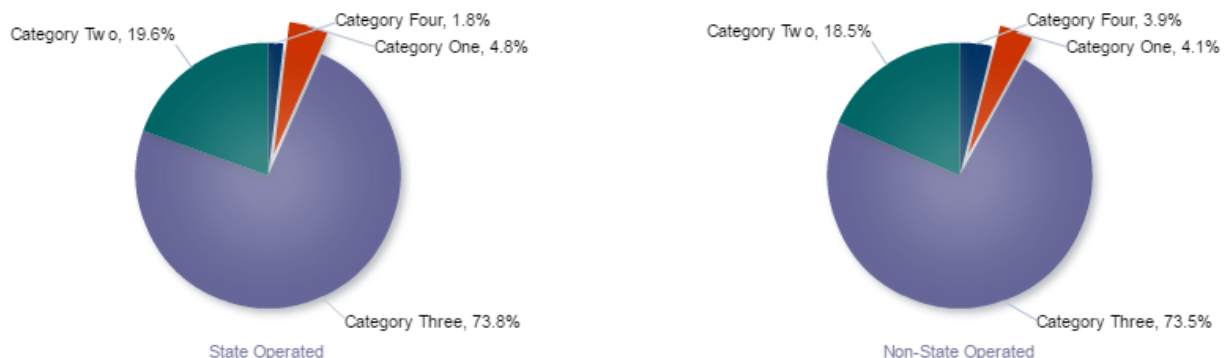 Category Four, 1.8%
Category Two, 19.6%
Category One, 4.8%
Category Three, 73.8%
State Operated
Category Four, 3.9%
Category Two, 18.5%
Category One, 4.1%
Category Three, 73.5%
Non-State Operated